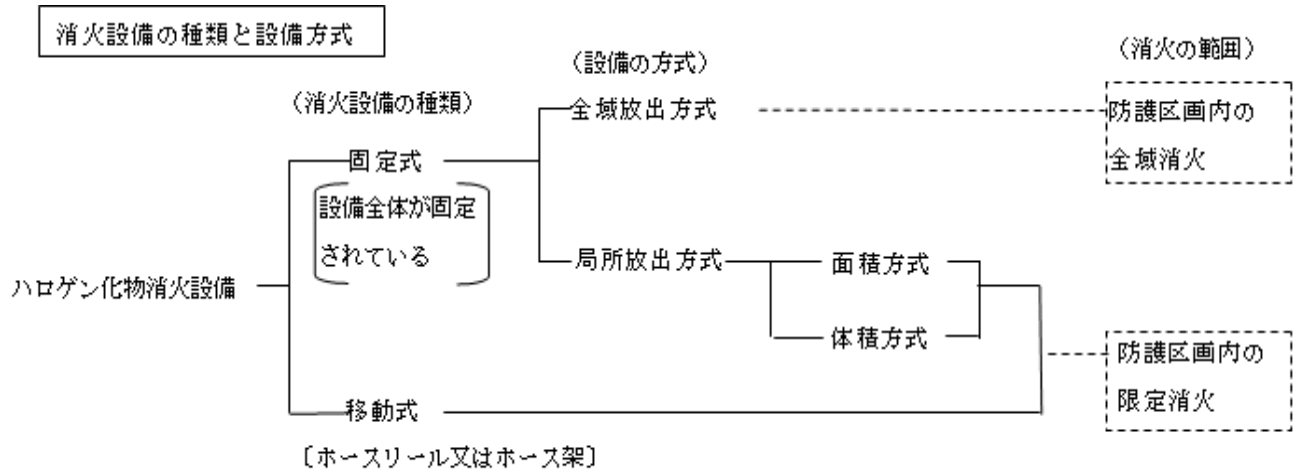 消火設備の種類と設備方式
（消火の範囲）
（設備の方式）
（消火設備の種類）
全域放出方式
防護区画内の
全域消火
固定式
設備全体が固定
されている
局所放出方式
面積方式
ハロゲン化物消火設備
体積方式
防護区画内の
限定消火
移動式
〔ホースリール又はホース架〕